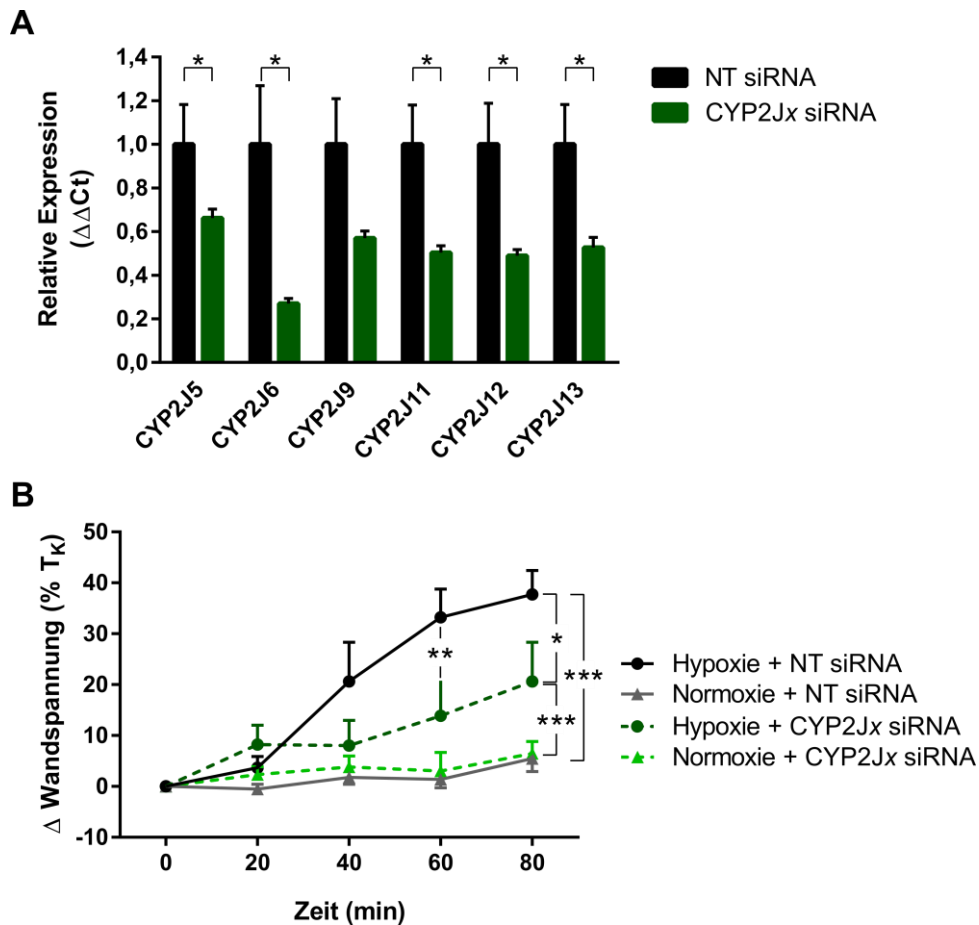 A
Relative Expression
(ΔΔCt)
1,4
1,2
1,0
0,8
0,6
0,4
0,2
0,0
* * * * *
CYP2J5 CYP2J6 CYP2J9 CYP2J11 CYP2J12 CYP2J13
NT siRNA
CYP2Jx siRNA
B
Δ Wandspannung (% TK)
50
40
30
20
10
0
-10
**
*
***
***
0 20 40 60 80
Zeit (min)
Hypoxie + NT siRNA
Normoxie + NT siRNA
Hypoxie + CYP2Jx siRNA
Normoxie + CYP2Jx siRNA